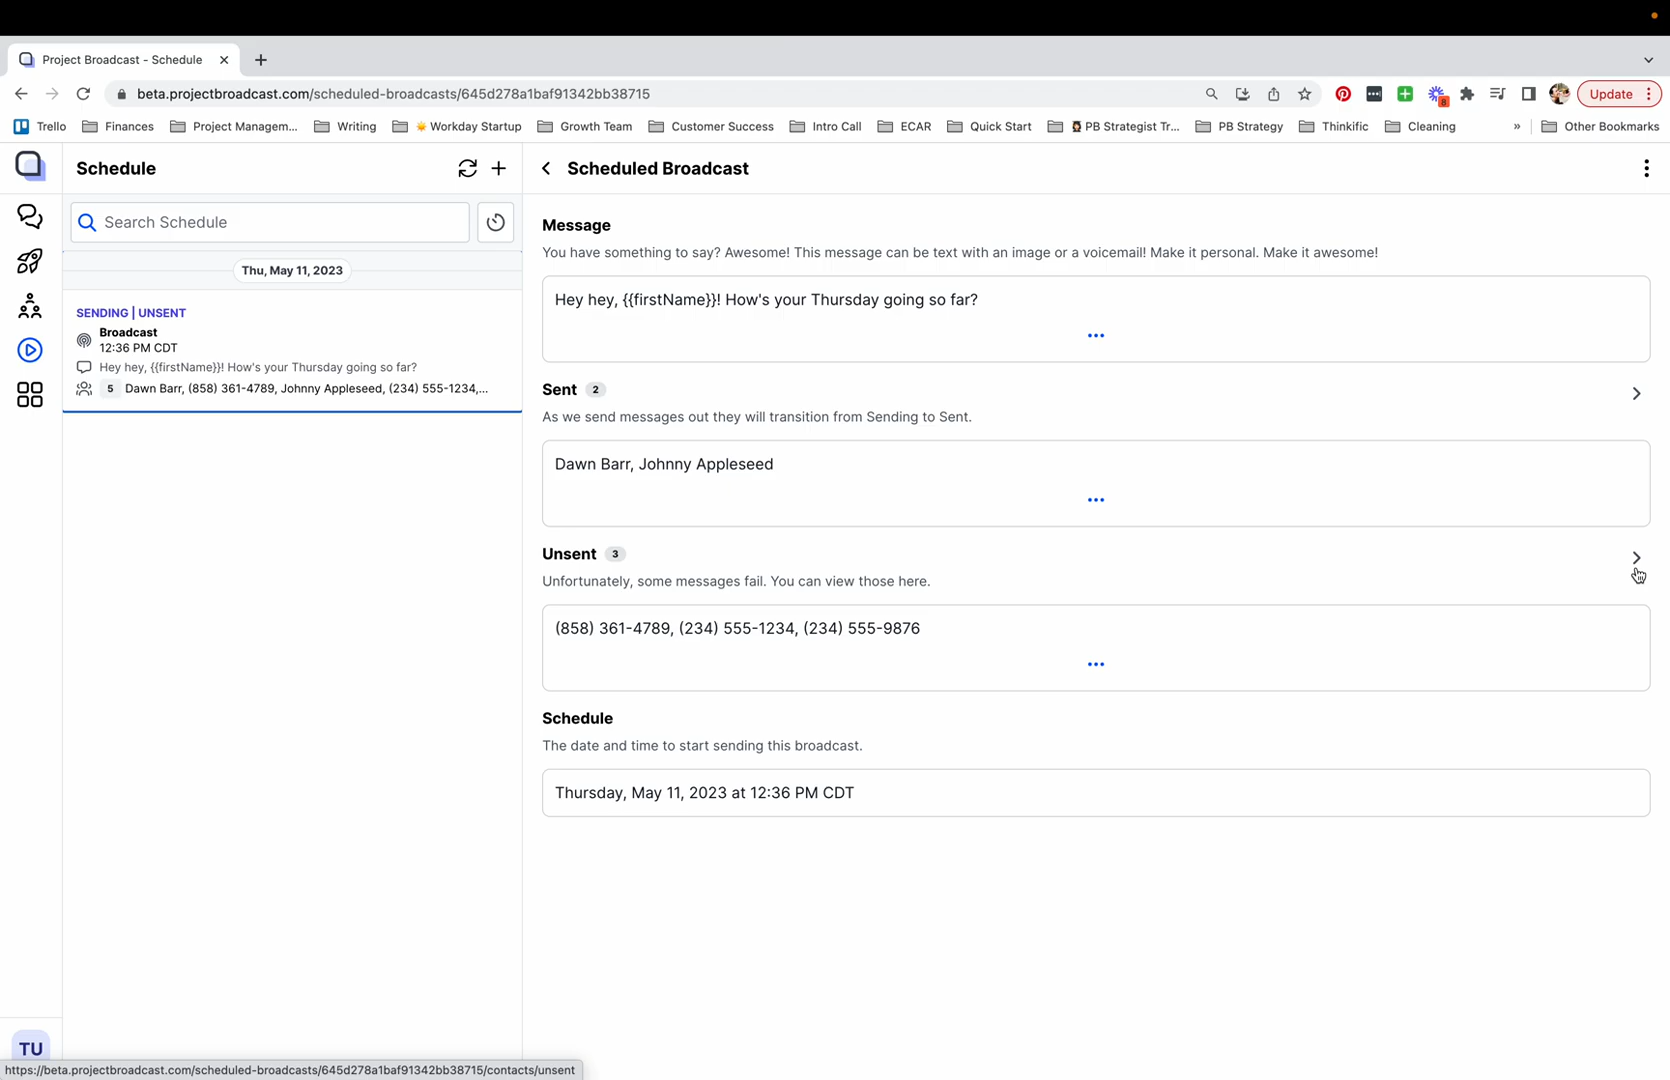 Project Broadcast - Schedule
beta.projectbroadcast.com/scheduled-broadcasts/645d278a1baf91342bb38715
8
Update
Trello
Finances
Project Managem...
Writing
Workday Startup
Growth Team
Customer Success
Intro Call
ECAR
Quick Start
PB Strategist Tr...
PB Strategy
Thinkific
Cleaning
»
Other Bookmarks
Schedule
Search Schedule
Thu, May 11, 2023
SENDING | UNSENT
Broadcast
12:36 PM CDT
Hey hey, {{firstName}}! How's your Thursday going so far?
5 Dawn Barr, (858) 361-4789, Johnny Appleseed, (234) 555-1234,...
Scheduled Broadcast
Message
You have something to say? Awesome! This message can be text with an image or a voicemail! Make it personal. Make it awesome!
Hey hey, {{firstName}}! How's your Thursday going so far?
Sent 2
As we send messages out they will transition from Sending to Sent.
Dawn Barr, Johnny Appleseed
Unsent 3
Unfortunately, some messages fail. You can view those here.
(858) 361-4789, (234) 555-1234, (234) 555-9876
Schedule
The date and time to start sending this broadcast.
Thursday, May 11, 2023 at 12:36 PM CDT
TU
https://beta.projectbroadcast.com/scheduled-broadcasts/645d278a1baf91342bb38715/contacts/unsent